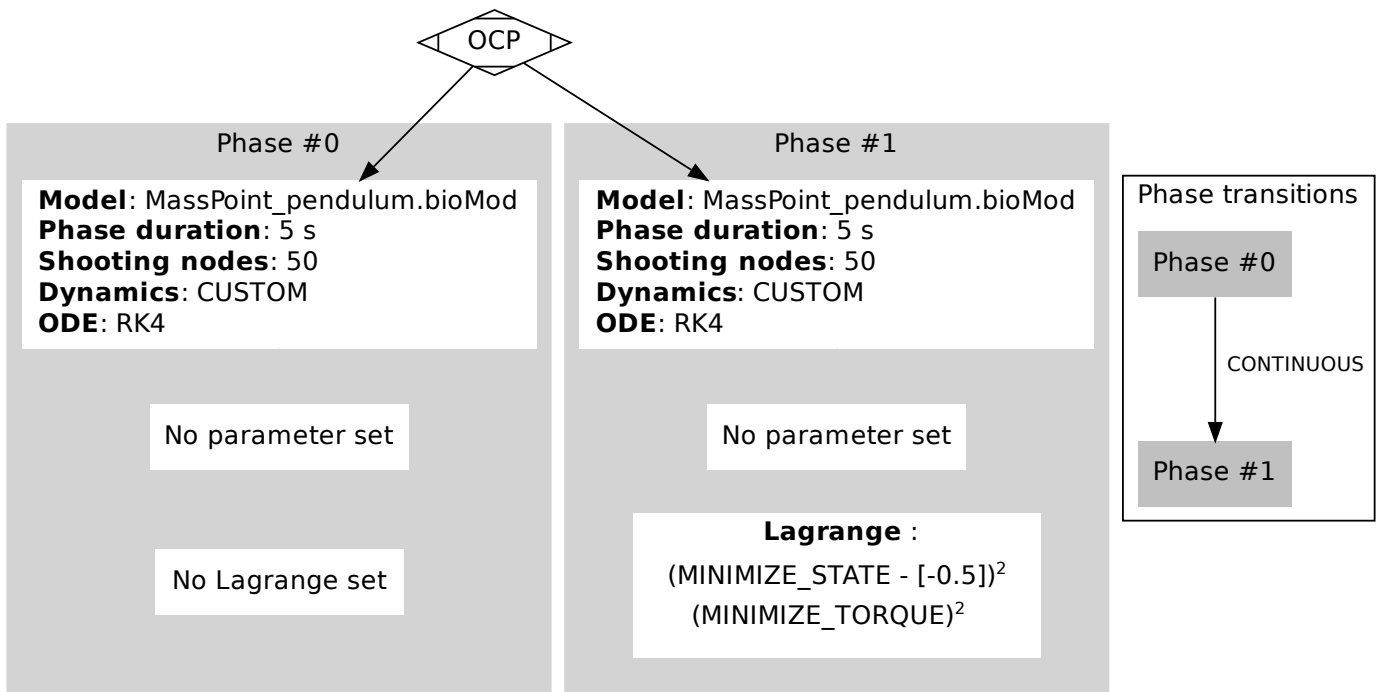 OCP
Phase #0
Model: MassPoint_pendulum.bioMod
Phase duration: 5 s
Shooting nodes: 50
Dynamics: CUSTOM
ODE: RK4
No parameter set
No Lagrange set
Phase #1
Model: MassPoint_pendulum.bioMod
Phase duration: 5 s
Shooting nodes: 50
Dynamics: CUSTOM
ODE: RK4
No parameter set
Lagrange :
(MINIMIZE_STATE - [-0.5])²
(MINIMIZE_TORQUE)²
Phase transitions
Phase #0
CONTINUOUS
Phase #1